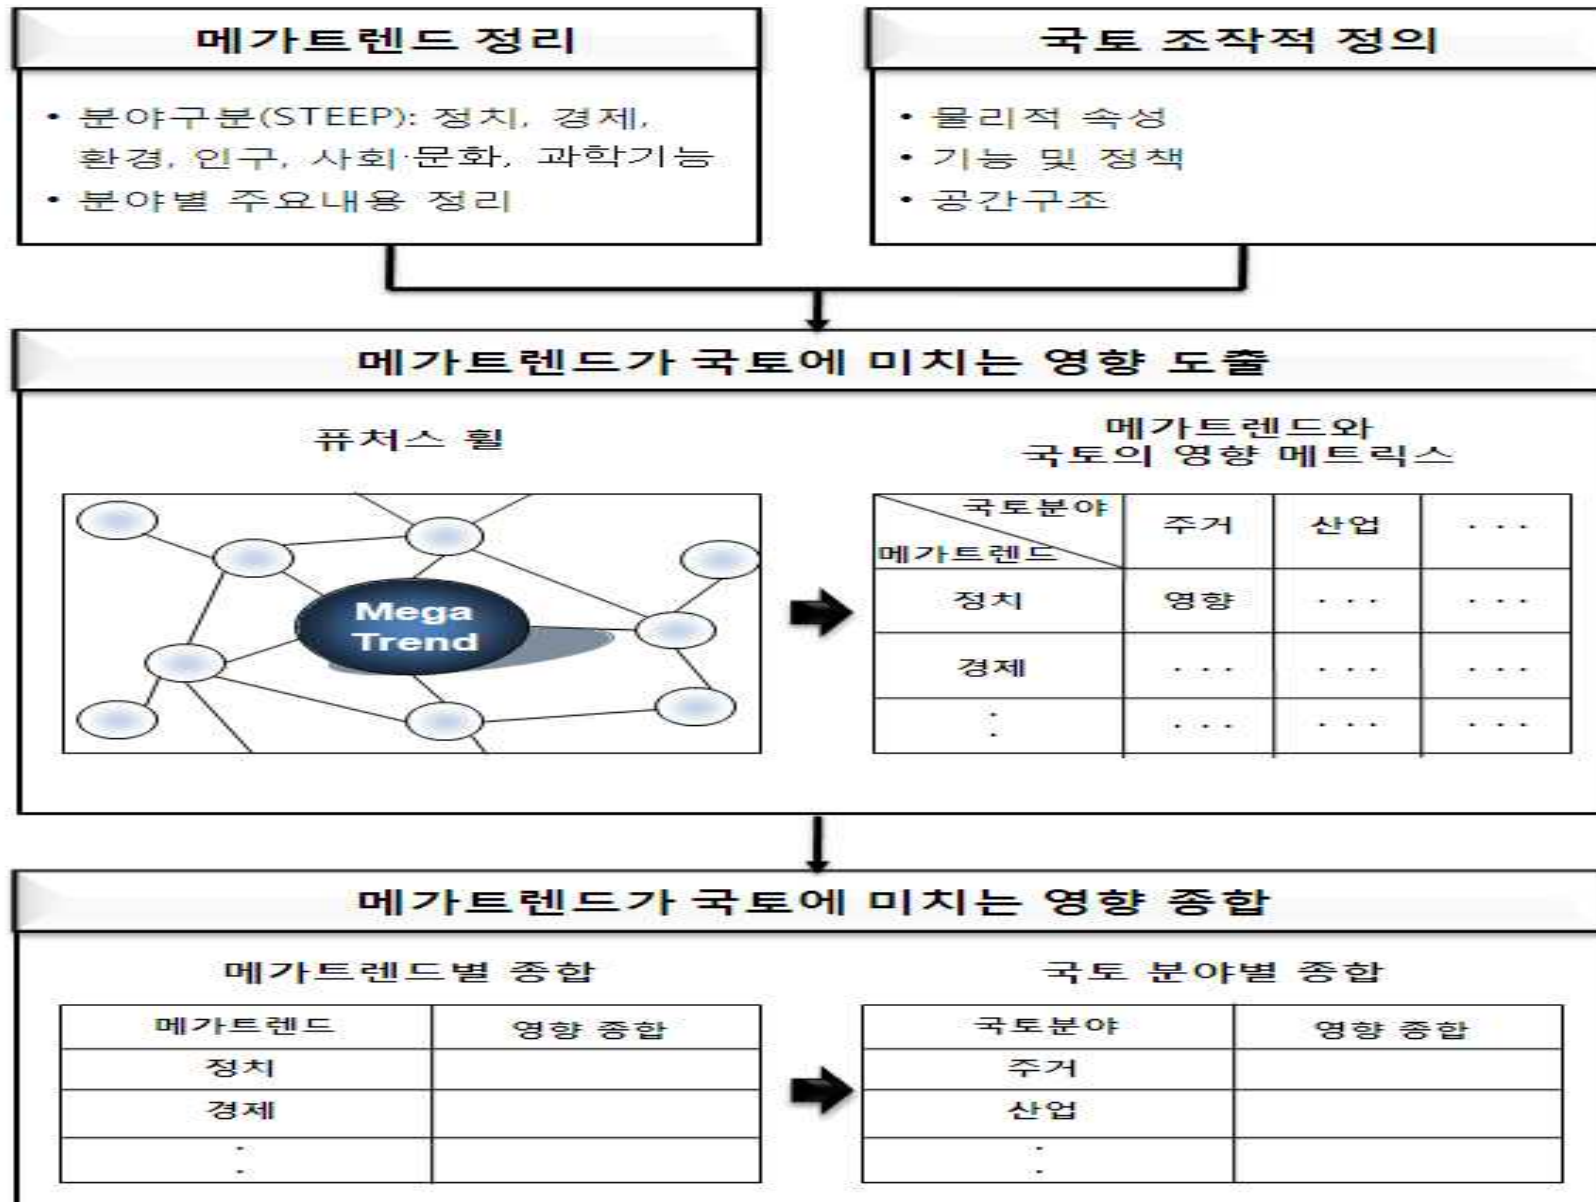 메가트렌드 정리
• 분야구분(STEEP): 정치, 경제,
환경, 인구, 사회·문화, 과학기능
• 분야별 주요내용 정리
국토 조작적 정의
• 물리적 속성
• 기능 및 정책
• 공간구조
메가트렌드가 국토에 미치는 영향 도출
퓨처스 휠
Mega
Trend
메가트렌드와
국토의 영향 메트릭스
국토분야 주거 산업 · · ·
메가트렌드
정치 영향 · · · · · ·
경제 · · · · · · · · ·
: · · · · · · · · ·
메가트렌드가 국토에 미치는 영향 종합
메가트렌드별 종합
메가트렌드 영향 종합
정치
경제
:
국토 분야별 종합
국토분야 영향 종합
주거
산업
: